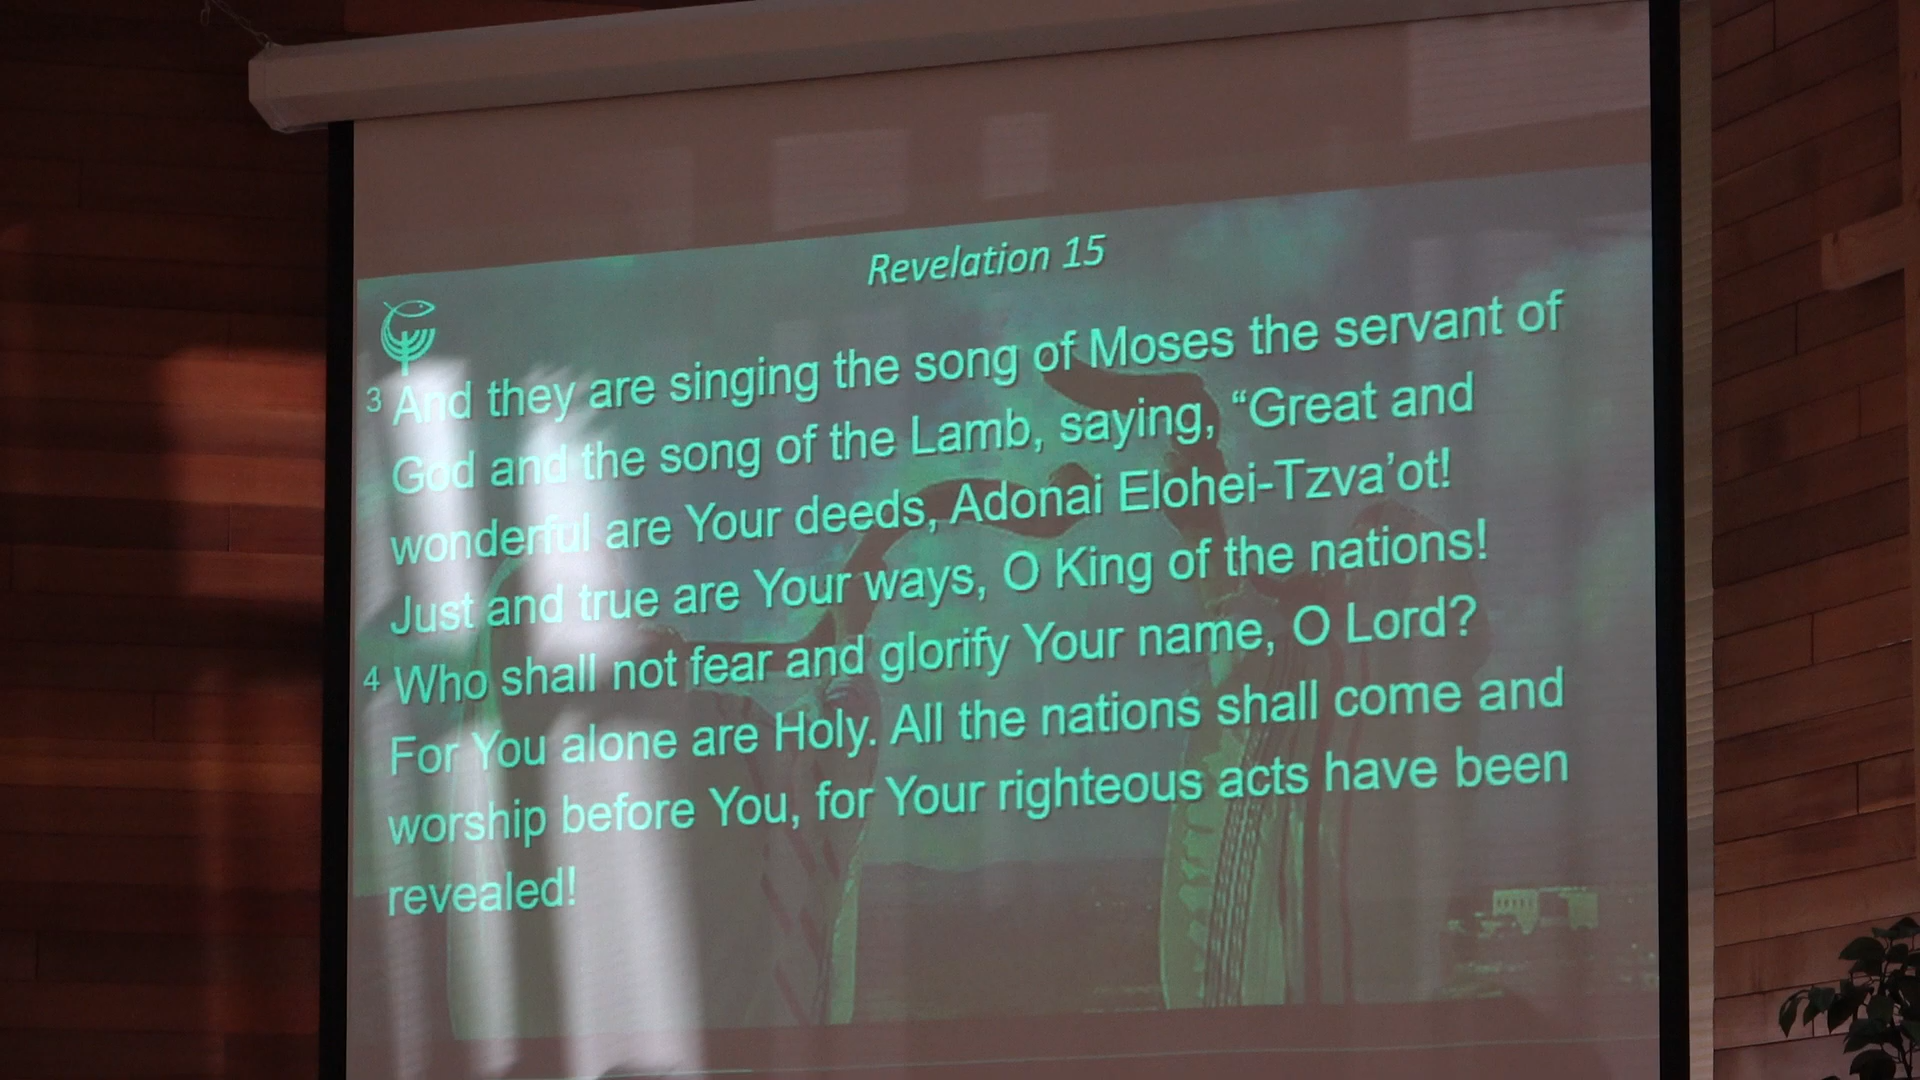 Revelation 15
3 And they are singing the song of Moses the servant of
God and the song of the Lamb, saying, “Great and
wonderful are Your deeds, Adonai Elohei-Tzva’ot!
Just and true are Your ways, O King of the nations!
4 Who shall not fear and glorify Your name, O Lord?
For You alone are Holy. All the nations shall come and
worship before You, for Your righteous acts have been
revealed!